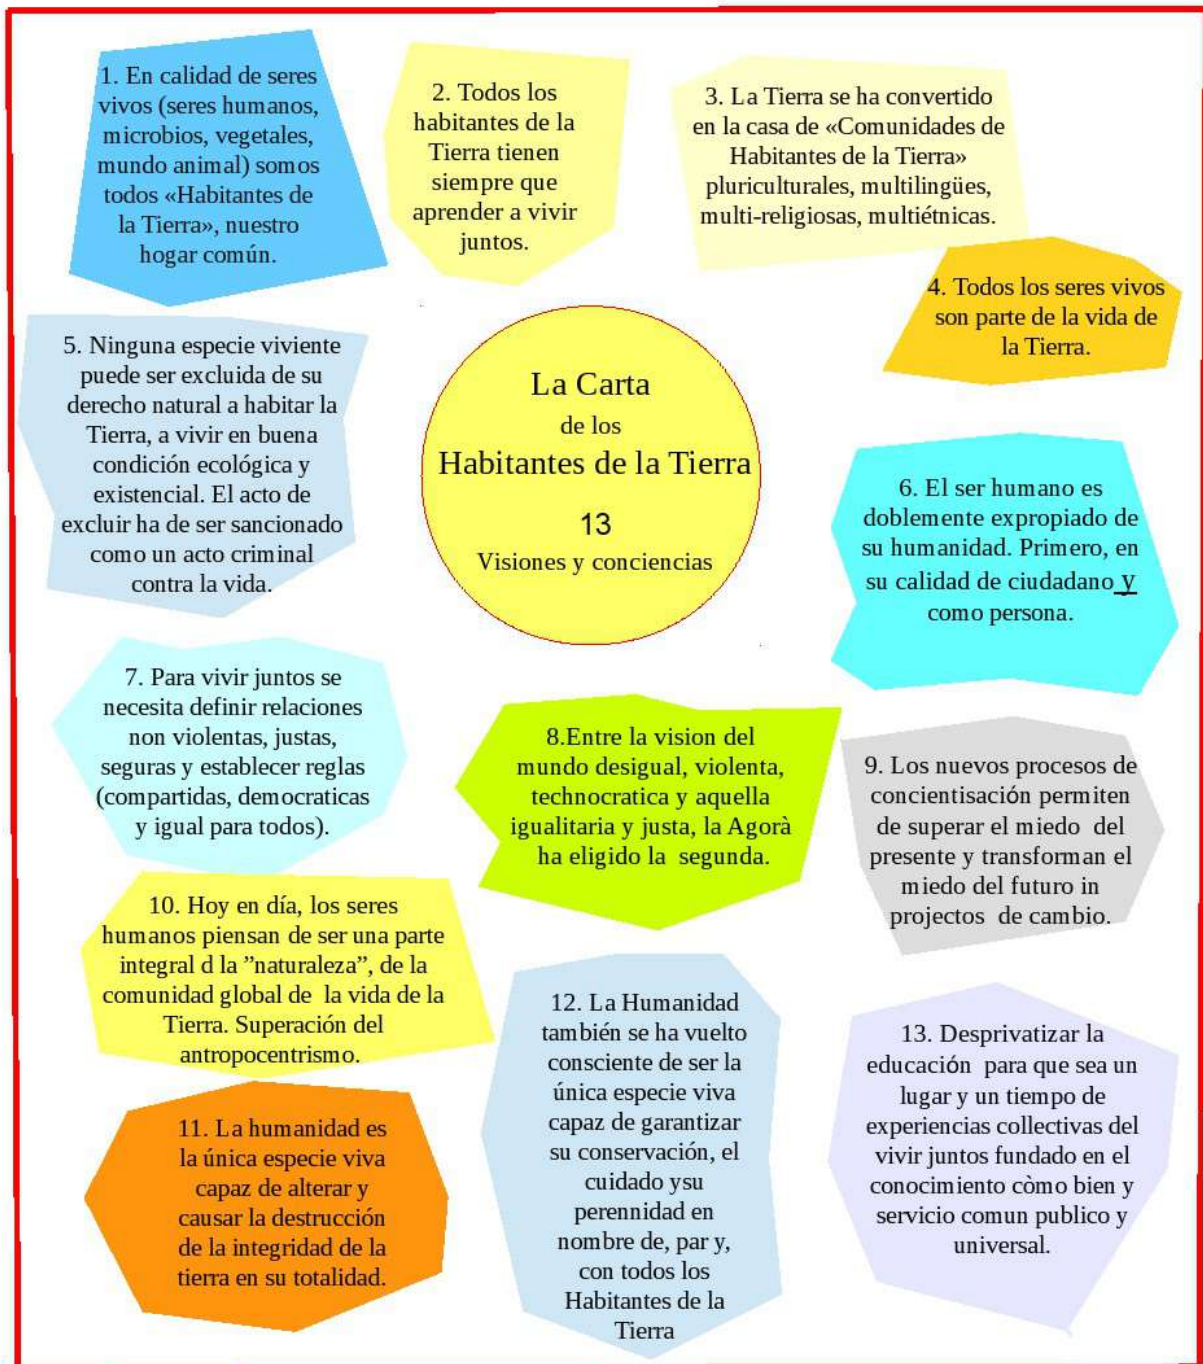 1. En calidad de seres
vivos (seres humanos,
microbios, vegetales,
mundo animal) somos
todos «Habitantes de
la Tierra», nuestro
hogar común.
2. Todos los
habitantes de la
Tierra tienen
siempre que
aprender a vivir
juntos.
3. La Tierra se ha convertido
en la casa de «Comunidades de
Habitantes de la Tierra»
pluriculturales, multilingües,
multi-religiosas, multiétnicas.
4. Todos los seres vivos
son parte de la vida de
la Tierra.
5. Ninguna especie viviente
puede ser excluida de su
derecho natural a habitar la
Tierra, a vivir en buena
condición ecológica y
existencial. El acto de
excluir ha de ser sancionado
como un acto criminal
contra la vida.
La Carta
de los
Habitantes de la Tierra
13
Visiones y conciencias
6. El ser humano es
doblemente expropiado de
su humanidad. Primero, en
su calidad de ciudadano y
como persona.
7. Para vivir juntos se
necesita definir relaciones
non violentas, justas,
seguras y establecer reglas
(compartidas, democraticas
y igual para todos).
8.Entre la vision del
mundo desigual, violenta,
technocratica y aquella
igualitaria y justa, la Agorà
ha eligido la segunda.
9. Los nuevos procesos de
concientisación permiten
de superar el miedo del
presente y transforman el
miedo del futuro in
projectos de cambio.
10. Hoy en día, los seres
humanos piensan de ser una parte
integral d la ”naturaleza”, de la
comunidad global de la vida de la
Tierra. Superación del
antropocentrismo.
11. La humanidad es
la única especie viva
capaz de alterar y
causar la destrucción
de la integridad de la
tierra en su totalidad.
12. La Humanidad
también se ha vuelto
consciente de ser la
única especie viva
capaz de garantizar
su conservación, el
cuidado ysu
perennidad en
nombre de, par y,
con todos los
Habitantes de la
Tierra
13. Desprivatizar la
educación para que sea un
lugar y un tiempo de
experiencias collectivas del
vivir juntos fundado en el
conocimiento còmo bien y
servicio comun publico y
universal.